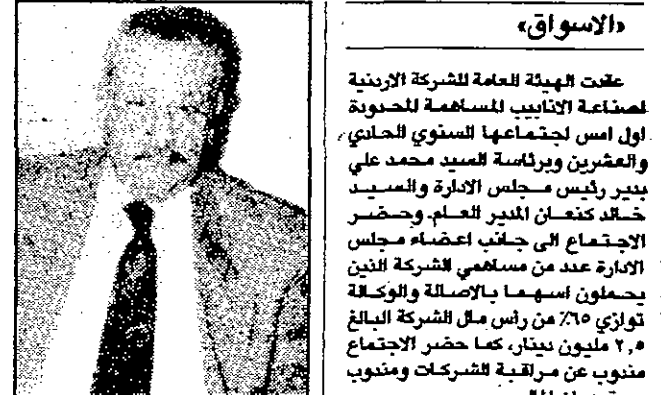 «الاسواق»
عقدت الهيئة العامة للشركة الاردنية
لصناعة الانابيب المساهمة المحدودة
اول امس اجتماعها السنوي الحادي
والعشرين وبرئاسة السيد محمد علي
بدير رئيس مجلس الادارة والسيد
خالد كنعان المدير العام. وحضر
الاجتماع الى جانب اعضاء مجلس
الادارة عدد من مساهمي الشركة الذين
يحملون اسهما بالاصالة والوكالة
توازي ٦٥٪ من راس مال الشركة البالغ
٢,٥ مليون دينار، كما حضر الاجتماع
مندوب عن مراقبة الشركات ومندوب